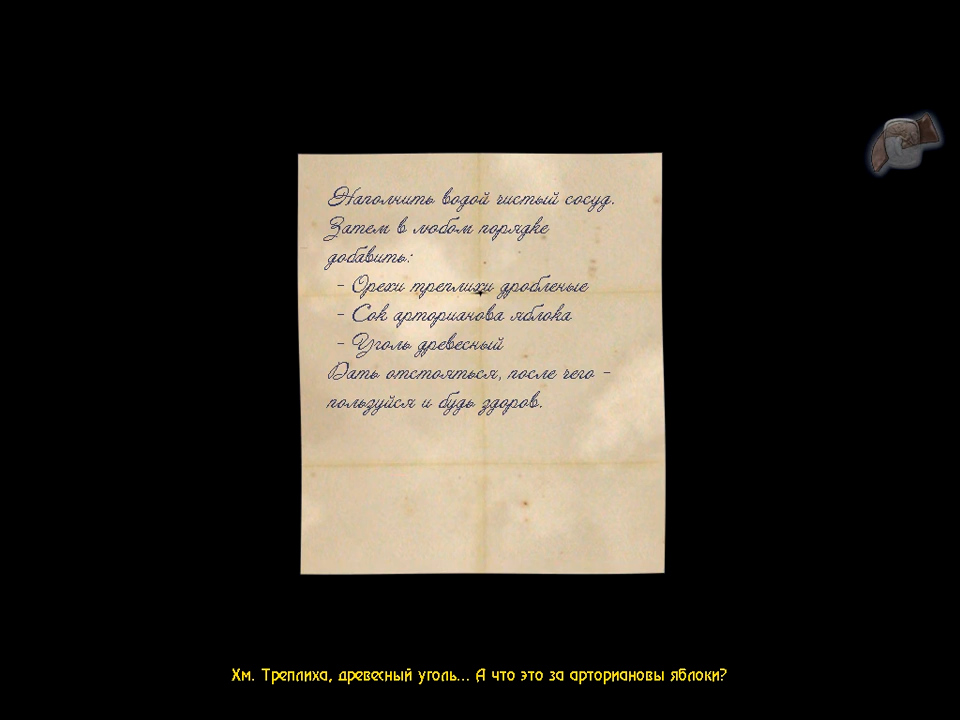 Наполнить водой чистый сосуд.
Затем в любом порядке
добавить:
- Орехи треплихи дробленые
- Сок арторианова яблока
- Уголь древесный
Дать отстояться, после чего -
пользуйся и будь здоров.
Хм. Треплиха, древесный уголь... А что это за арториановы яблоки?